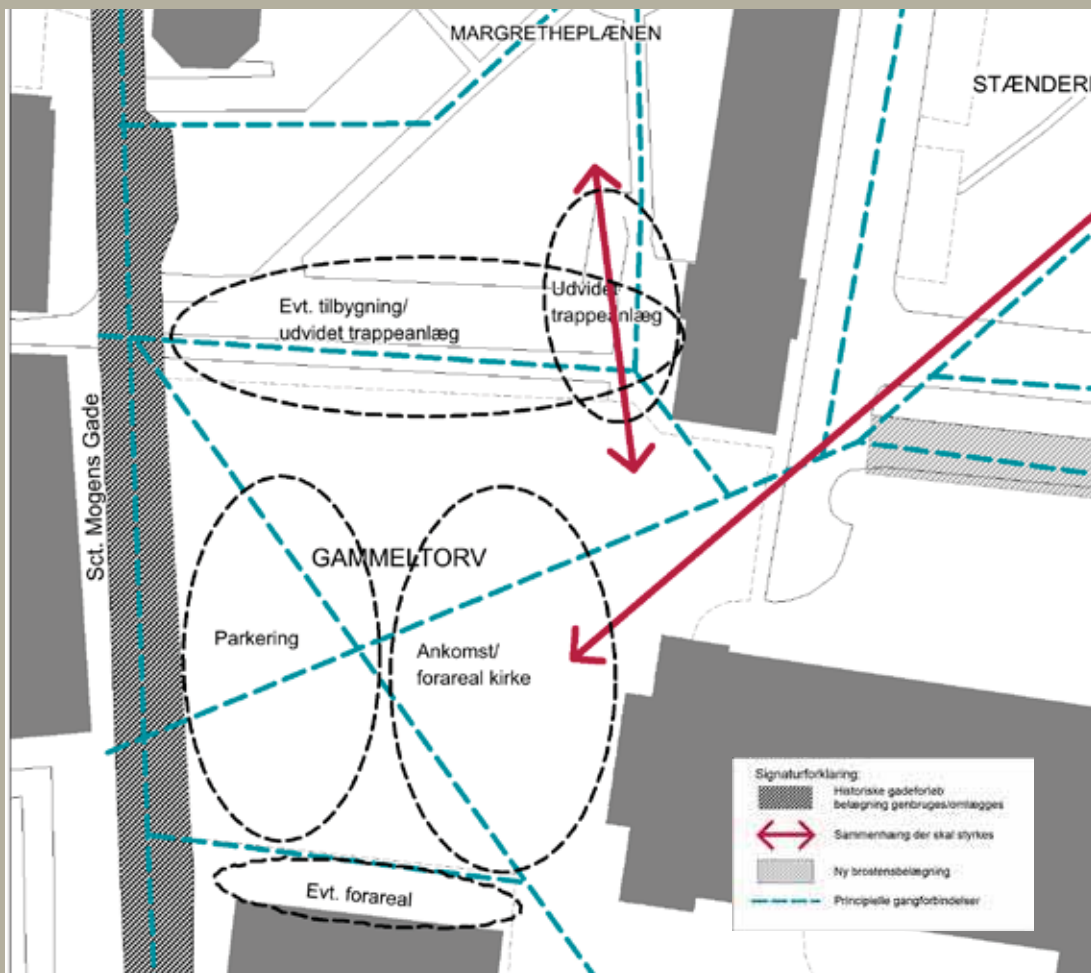 MARGRETHEPLÆNEN
Evt. tilbygning/
udvidet trappeanlæg
Udvidet
trappeanlæg
Sct. Mogens Gade
GAMMELTORV
Parkering
Ankomst/
forareal kirke
Evt. forareal
Signaturforklaring:
Historiske gadeforløb
belægning genbruges/omlægges
Sammenhæng der skal styrkes
Ny brostensbelægning
Principielle gangforbindelser